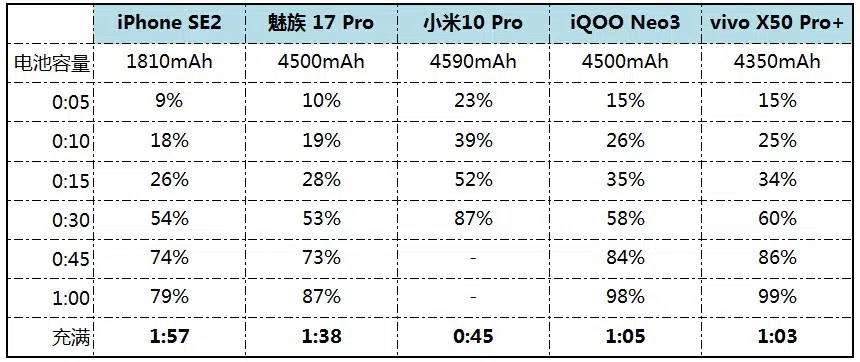 iPhone SE2 魅族 17 Pro 小米10 Pro iQOO Neo3 vivo X50 Pro+
电池容量 1810mAh 4500mAh 4590mAh 4500mAh 4350mAh
0:05 9% 10% 23% 15% 15%
0:10 18% 19% 39% 26% 25%
0:15 26% 28% 52% 35% 34%
0:30 54% 53% 87% 58% 60%
0:45 74% 73% - 84% 86%
1:00 79% 87% - 98% 99%
充满 1:57 1:38 0:45 1:05 1:03